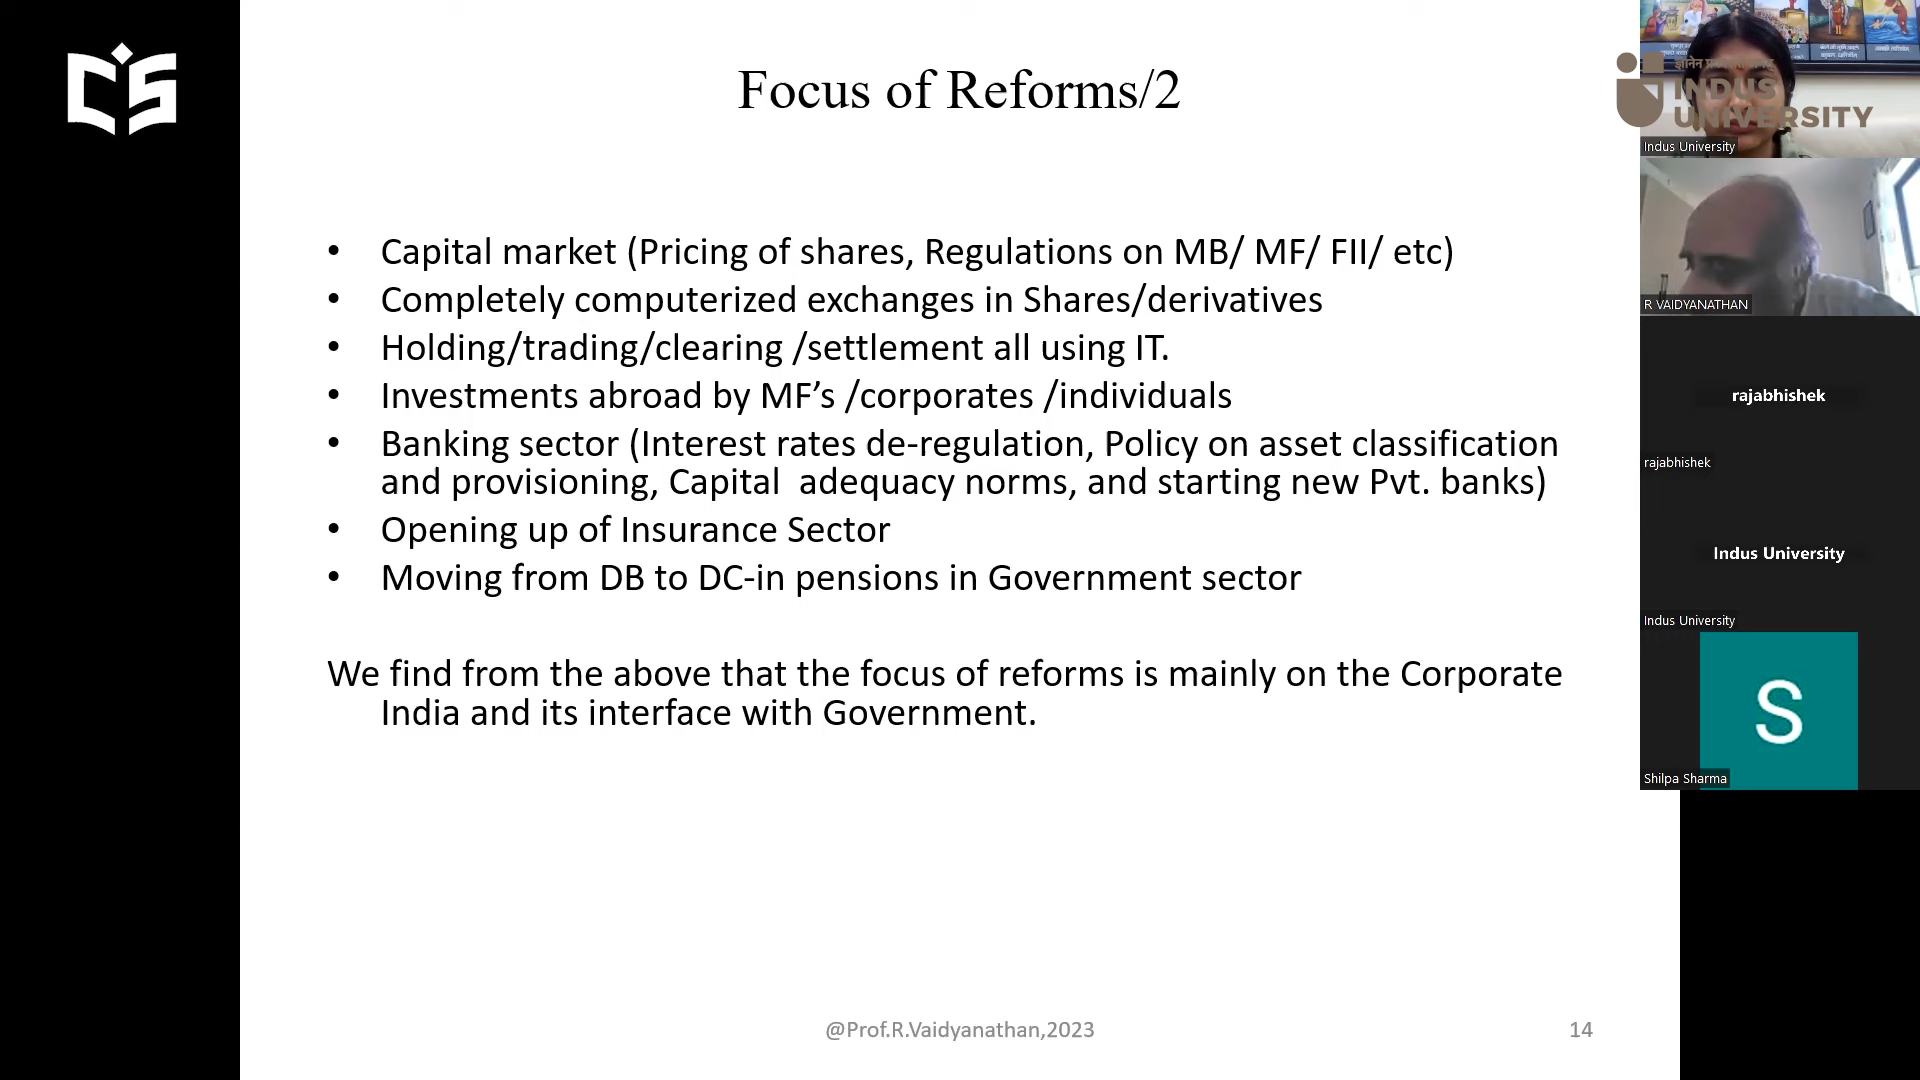 Focus of Reforms/2
• Capital market (Pricing of shares, Regulations on MB/ MF/ FII/ etc)
• Completely computerized exchanges in Shares/derivatives
• Holding/trading/clearing /settlement all using IT.
• Investments abroad by MF’s /corporates /individuals
• Banking sector (Interest rates de-regulation, Policy on asset classification
and provisioning, Capital  adequacy norms, and starting new Pvt. banks)
• Opening up of Insurance Sector
• Moving from DB to DC-in pensions in Government sector
We find from the above that the focus of reforms is mainly on the Corporate
India and its interface with Government.
@Prof.R.Vaidyanathan,2023
14
INDUS
UNIVERSITY
Indus University
R VAIDYANATHAN
rajabhishek
rajabhishek
Indus University
Indus University
S
Shilpa Sharma